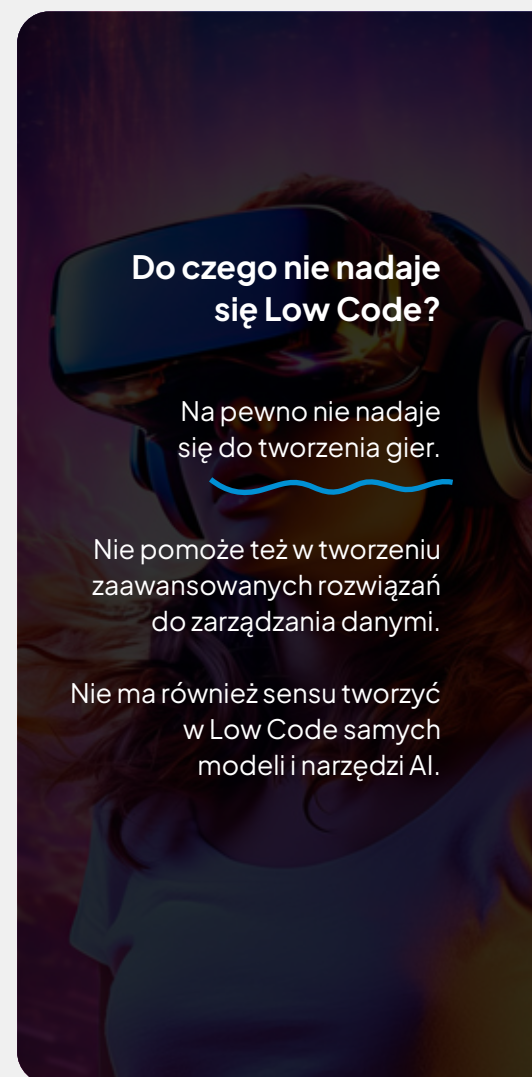 Do czego nie nadaje
się Low Code?
Na pewno nie nadaje
się do tworzenia gier.
Nie pomoże też w tworzeniu
zaawansowanych rozwiązań
do zarządzania danymi.
Nie ma również sensu tworzyć
w Low Code samych
modeli i narzędzi AI.